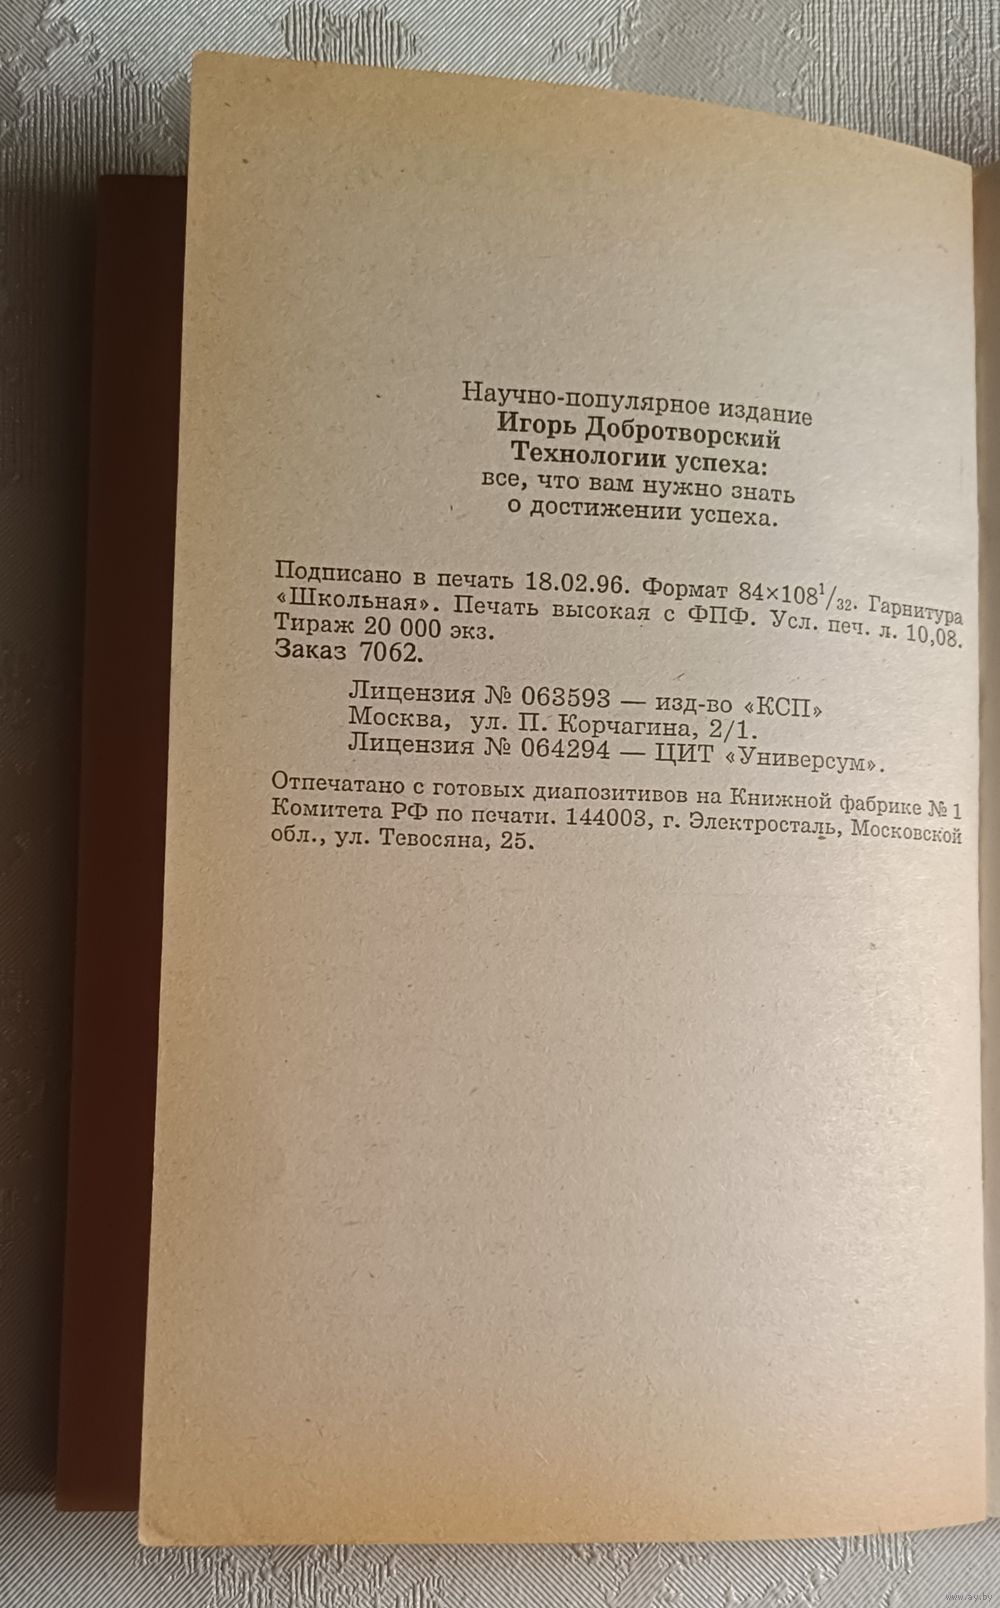 Научно-популярное издание
Игорь Добротворский
Технологии успеха:
все, что вам нужно знать
о достижении успеха.
Подписано в печать 18.02.96. Формат 84×108¹/₃₂. Гарнитура
«Школьная». Печать высокая с ФПФ. Усл. печ. л. 10,08.
Тираж 20 000 экз.
Заказ 7062.
Лицензия № 063593 — изд-во «КСП»
Москва, ул. П. Корчагина, 2/1.
Лицензия № 064294 — ЦИТ «Универсум».
Отпечатано с готовых диапозитивов на Книжной фабрике № 1
Комитета РФ по печати. 144003, г. Электросталь, Московской
обл., ул. Тевосяна, 25.
www.ay.by